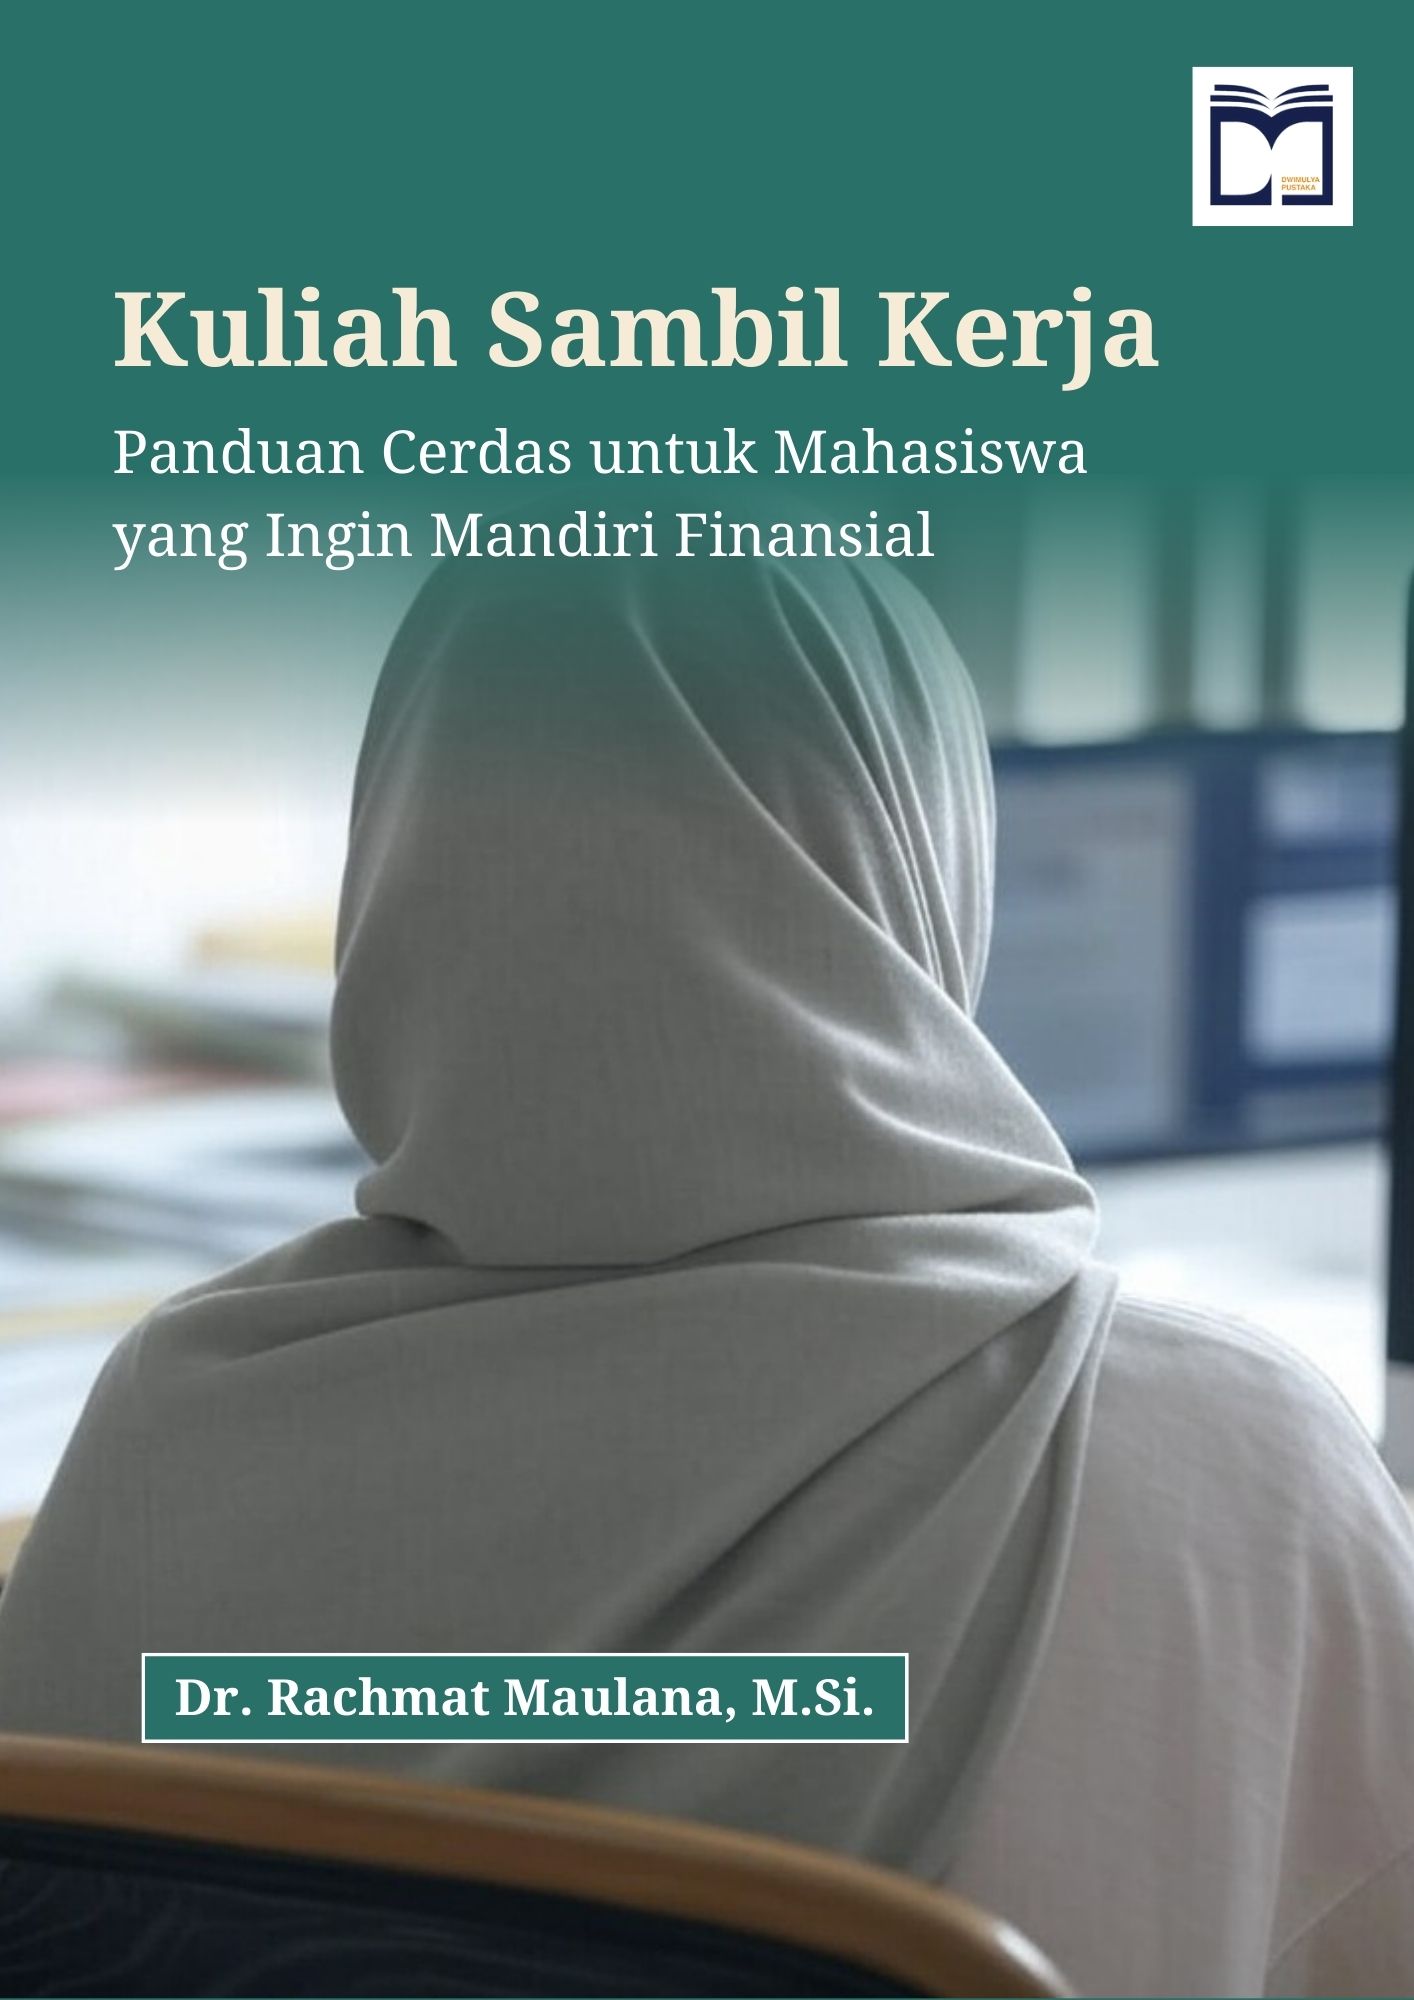 DWIMULYA
PUSTAKA
Kuliah Sambil Kerja
Panduan Cerdas untuk Mahasiswa
yang Ingin Mandiri Finansial
Dr. Rachmat Maulana, M.Si.